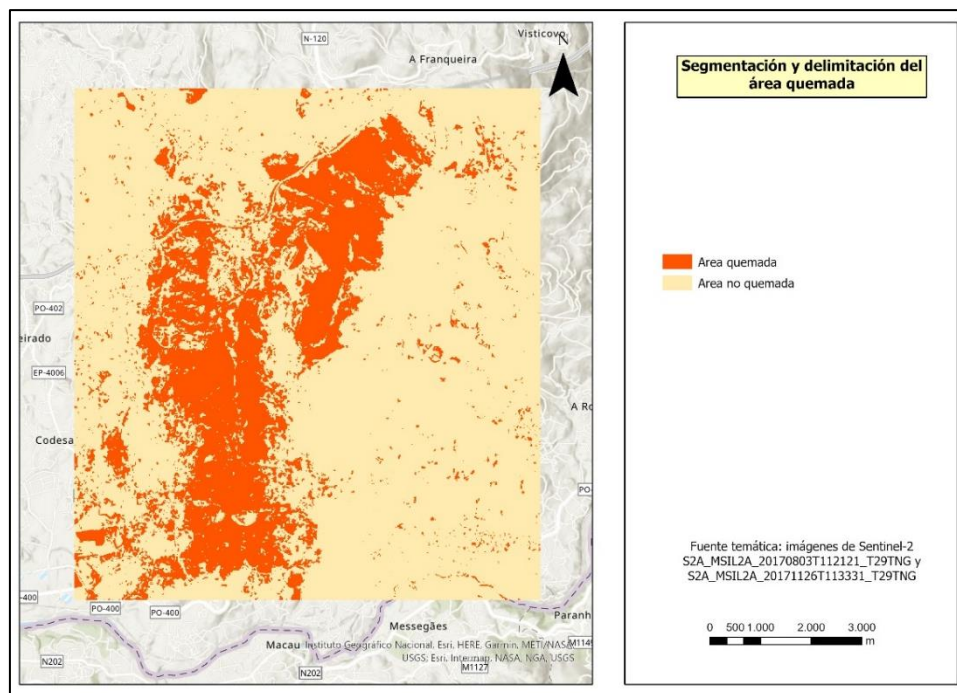 Visticovo
N-120
N
A Franqueira
PO-402
eirado
EP-4006
A Ro
Codesa
PO-
-400
PO-400
PO-400
Paranh
Messegães
Macau
Instituto Geográfico Nacional, Esri, HERE, Garmin, METI/NASA,
USGS; Esri, Intermap, NASA, NGA, USGS
M1149
N202
N202
M1127
Segmentación y delimitación del
área quemada
Area quemada
Area no quemada
Fuente temática: imágenes de Sentinel-2
S2A_MSIL2A_20170803T112121_T29TNG y
S2A_MSIL2A_20171126T113331_T29TNG
0 500 1.000 2.000 3.000
m